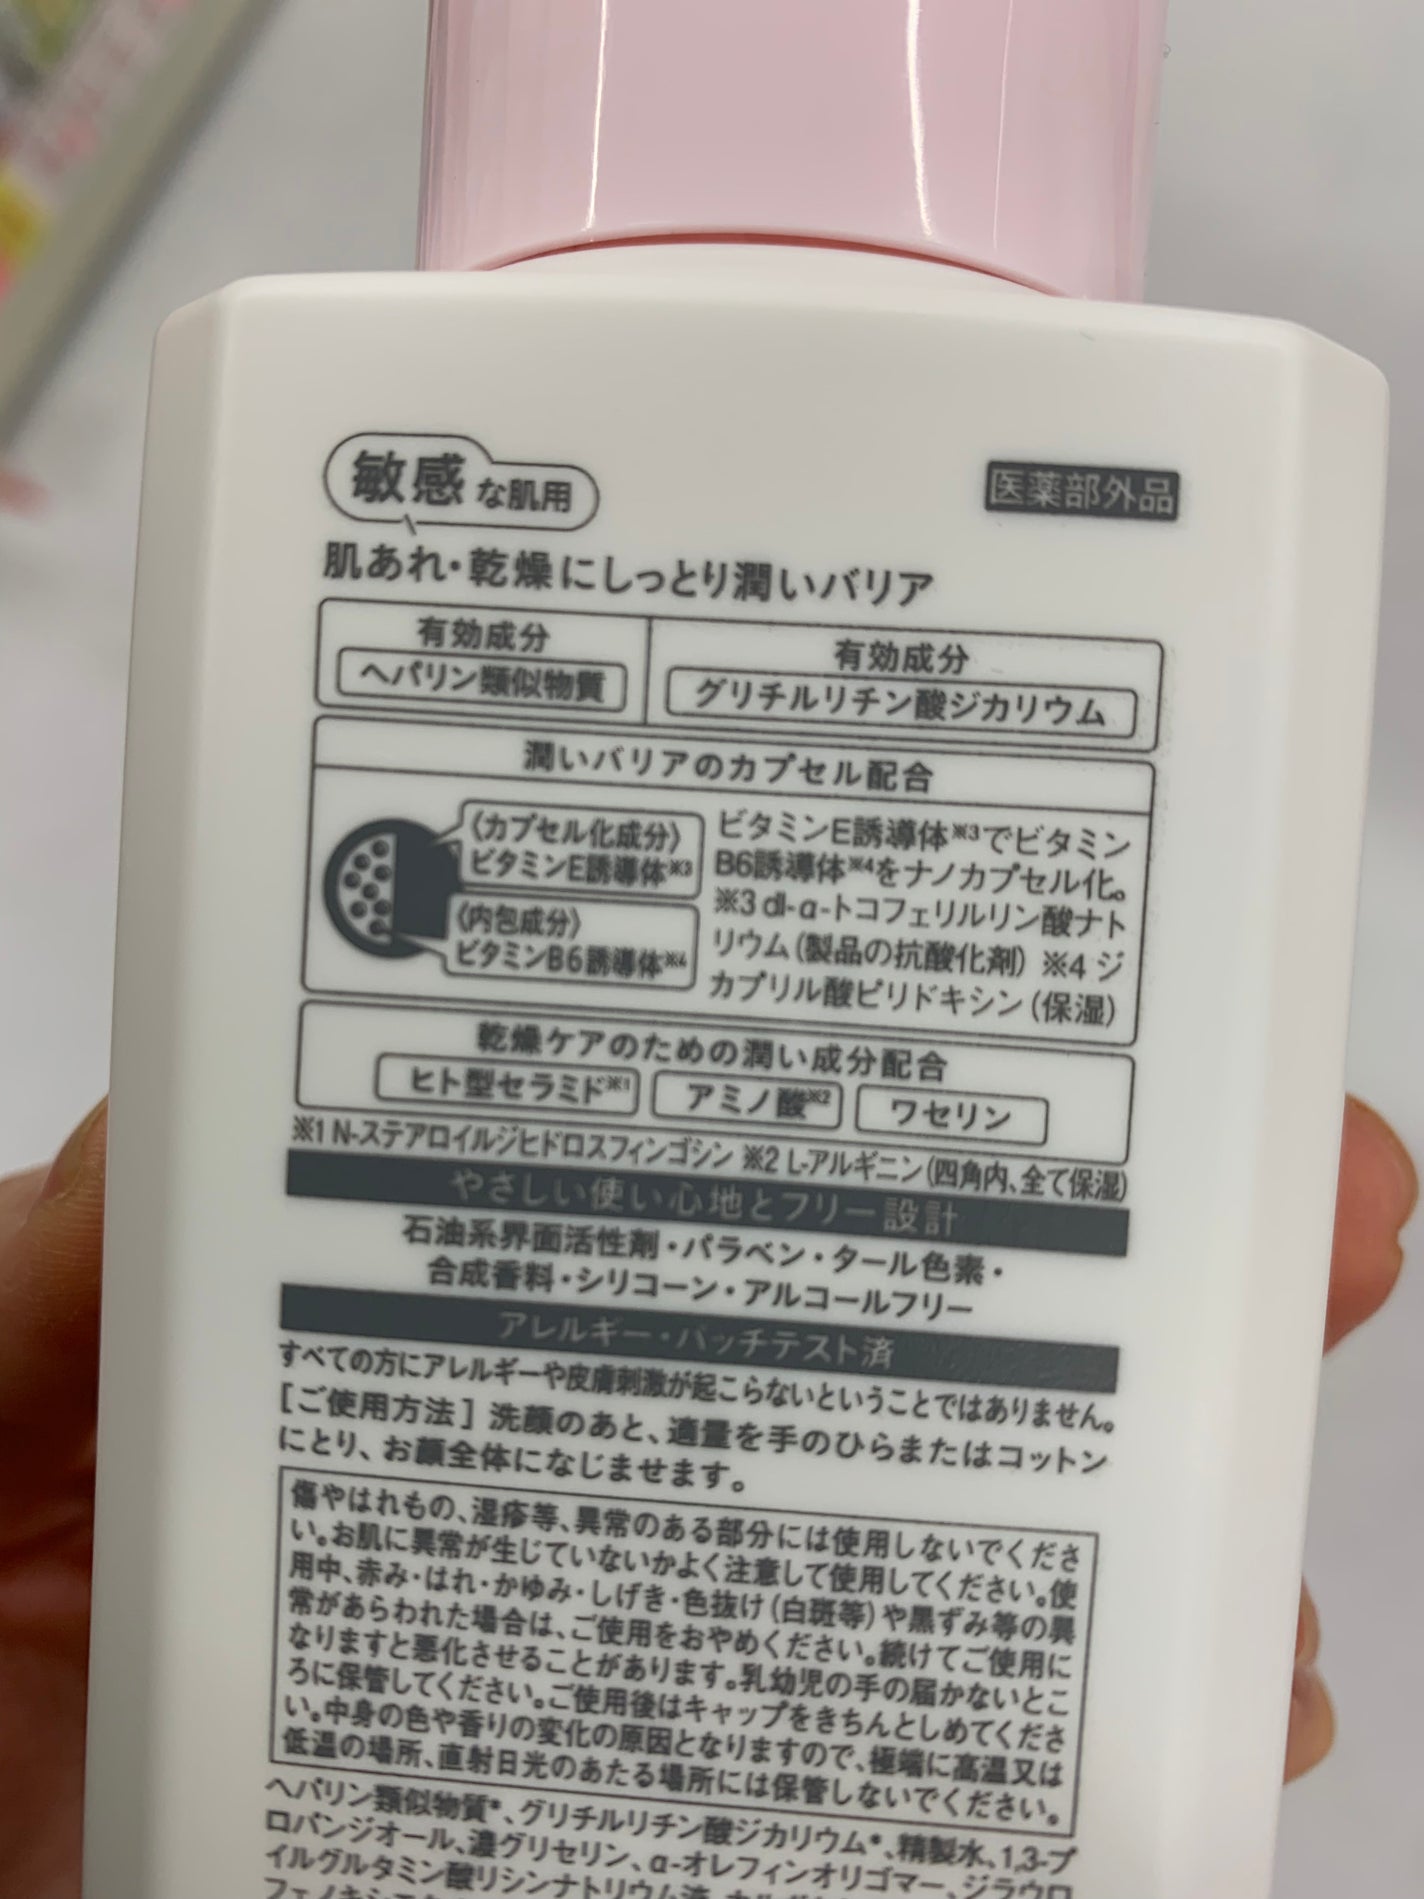 敏感な肌用
医薬部外品
肌あれ・乾燥にしっとり潤いバリア
有効成分
ヘパリン類似物質
有効成分
グリチルリチン酸ジカリウム
潤いバリアのカプセル配合
〈カプセル化成分〉
ビタミンE誘導体※3
〈内包成分〉
ビタミンB6誘導体※4
ビタミンE誘導体※3でビタミン
B6誘導体※4をナノカプセル化。
※3 dl-α-トコフェリルリン酸ナト
リウム(製品の抗酸化剤) ※4 ジ
カプリル酸ピリドキシン(保湿)
乾燥ケアのための潤い成分配合
ヒト型セラミド※1
アミノ酸※2
ワセリン
※1 N-ステアロイルジヒドロスフィンゴシン ※2 L-アルギニン(四角内、全て保湿)
やさしい使い心地とフリー設計
石油系界面活性剤・パラベン・タール色素・
合成香料・シリコーン・アルコールフリー
アレルギー・パッチテスト済
すべての方にアレルギーや皮膚刺激が起こらないということではありません。
[ご使用方法] 洗顔のあと、適量を手のひらまたはコットン
にとり、お顔全体になじませます。
傷やはれもの、湿疹等、異常のある部分には使用しないでくださ
い。お肌に異常が生じていないかよく注意して使用してください。使
用中、赤み・はれ・かゆみ・しげき・色抜け(白斑等)や黒ずみ等の異
常があらわれた場合は、ご使用をおやめください。続けてご使用に
なりますと悪化させることがあります。乳幼児の手の届かないとこ
ろに保管してください。ご使用後はキャップをきちんとしめてくださ
い。中身の色や香りの変化の原因となりますので、極端に高温又は
低温の場所、直射日光のあたる場所には保管しないでください。
ヘパリン類似物質*、グリチルリチン酸ジカリウム*、精製水、1,3-プ
ロパンジオール、濃グリセリン、α-オレフィンオリゴマー、ジラウロ
イルグルタミン酸リシンナトリウム液、